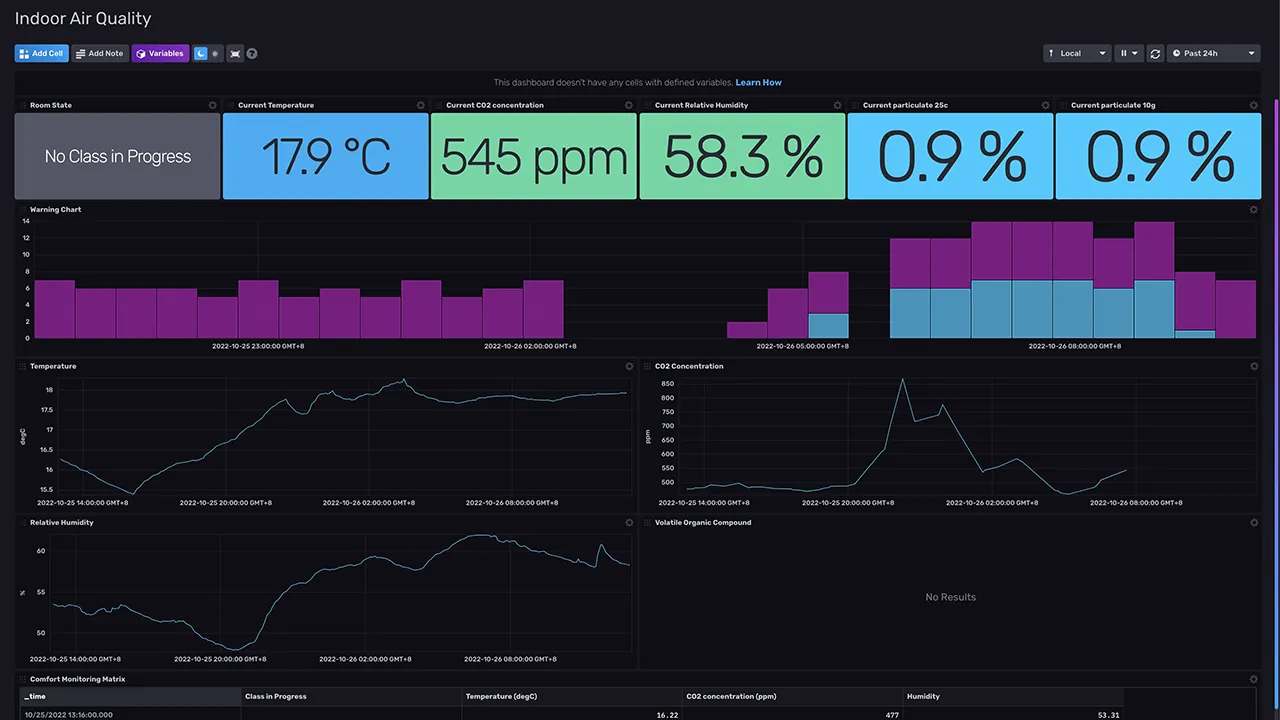 Indoor Air Quality
Add Cell Add Note Variables ? Local Past 24h
This dashboard doesn't have any cells with defined variables. Learn How
Room State Current Temperature Current CO2 concentration Current Relative Humidity Current particulate 25c Current particulate 10g
No Class in Progress 17.9 °C 545 ppm 58.3 % 0.9 % 0.9 %
Warning Chart
14
12
10
8
6
4
2
0
2022-10-25 23:00:00 GMT+8 2022-10-26 02:00:00 GMT+8 2022-10-26 05:00:00 GMT+8 2022-10-26 08:00:00 GMT+8
Temperature
18
17.5
17
16.5
16
15.5
degC
2022-10-25 14:00:00 GMT+8 2022-10-25 20:00:00 GMT+8 2022-10-26 02:00:00 GMT+8 2022-10-26 08:00:00 GMT+8
CO2 Concentration
850
800
750
700
650
600
550
500
ppm
2022-10-25 14:00:00 GMT+8 2022-10-25 20:00:00 GMT+8 2022-10-26 02:00:00 GMT+8 2022-10-26 08:00:00 GMT+8
Relative Humidity
60
55
50
%
2022-10-25 14:00:00 GMT+8 2022-10-25 20:00:00 GMT+8 2022-10-26 02:00:00 GMT+8 2022-10-26 08:00:00 GMT+8
Volatile Organic Compound
No Results
Comfort Monitoring Matrix
_time Class in Progress Temperature (degC) CO2 concentration (ppm) Humidity
10/25/2022 13:16:00.000 16.22 477 53.31